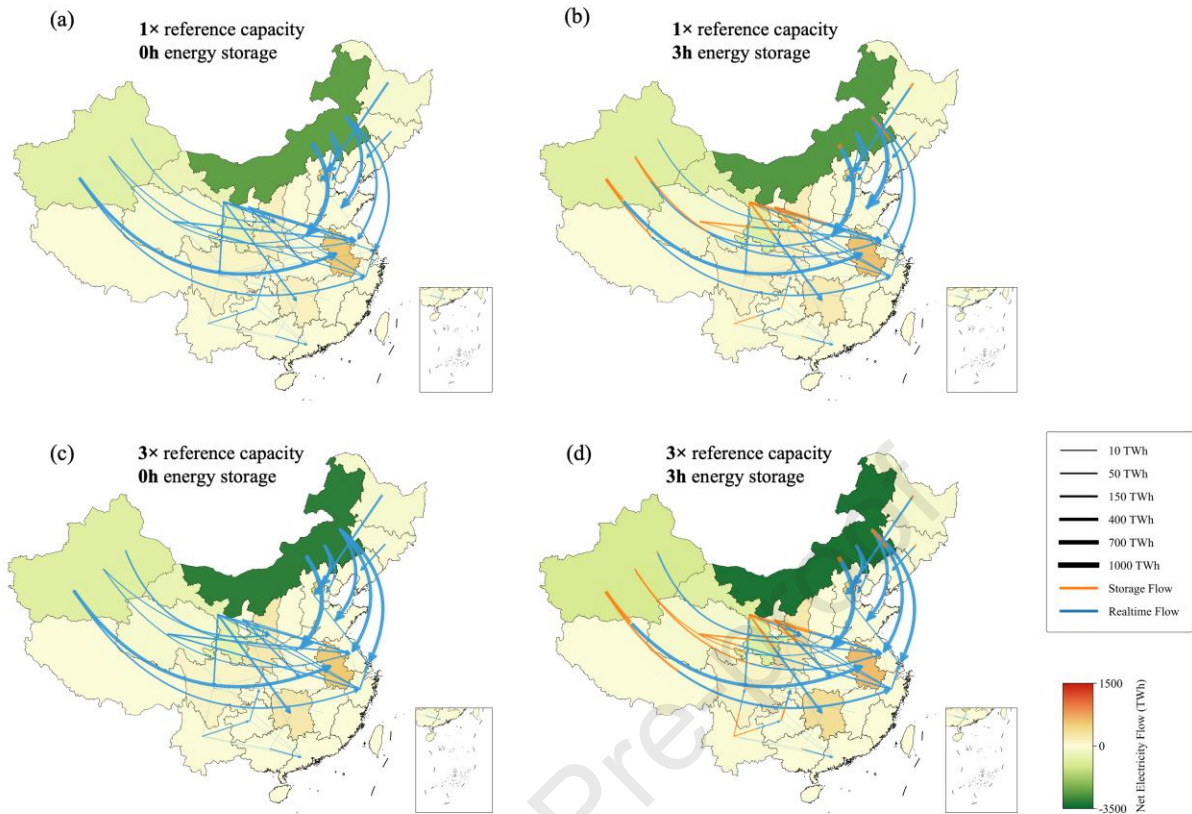 (a)
1× reference capacity
0h energy storage
(b)
1× reference capacity
3h energy storage
(c)
3× reference capacity
0h energy storage
(d)
3× reference capacity
3h energy storage
10 TWh
50 TWh
150 TWh
400 TWh
700 TWh
1000 TWh
Storage Flow
Realtime Flow
1500
0
-3500
Net Electricity Flow (TWh)
Pre-proof